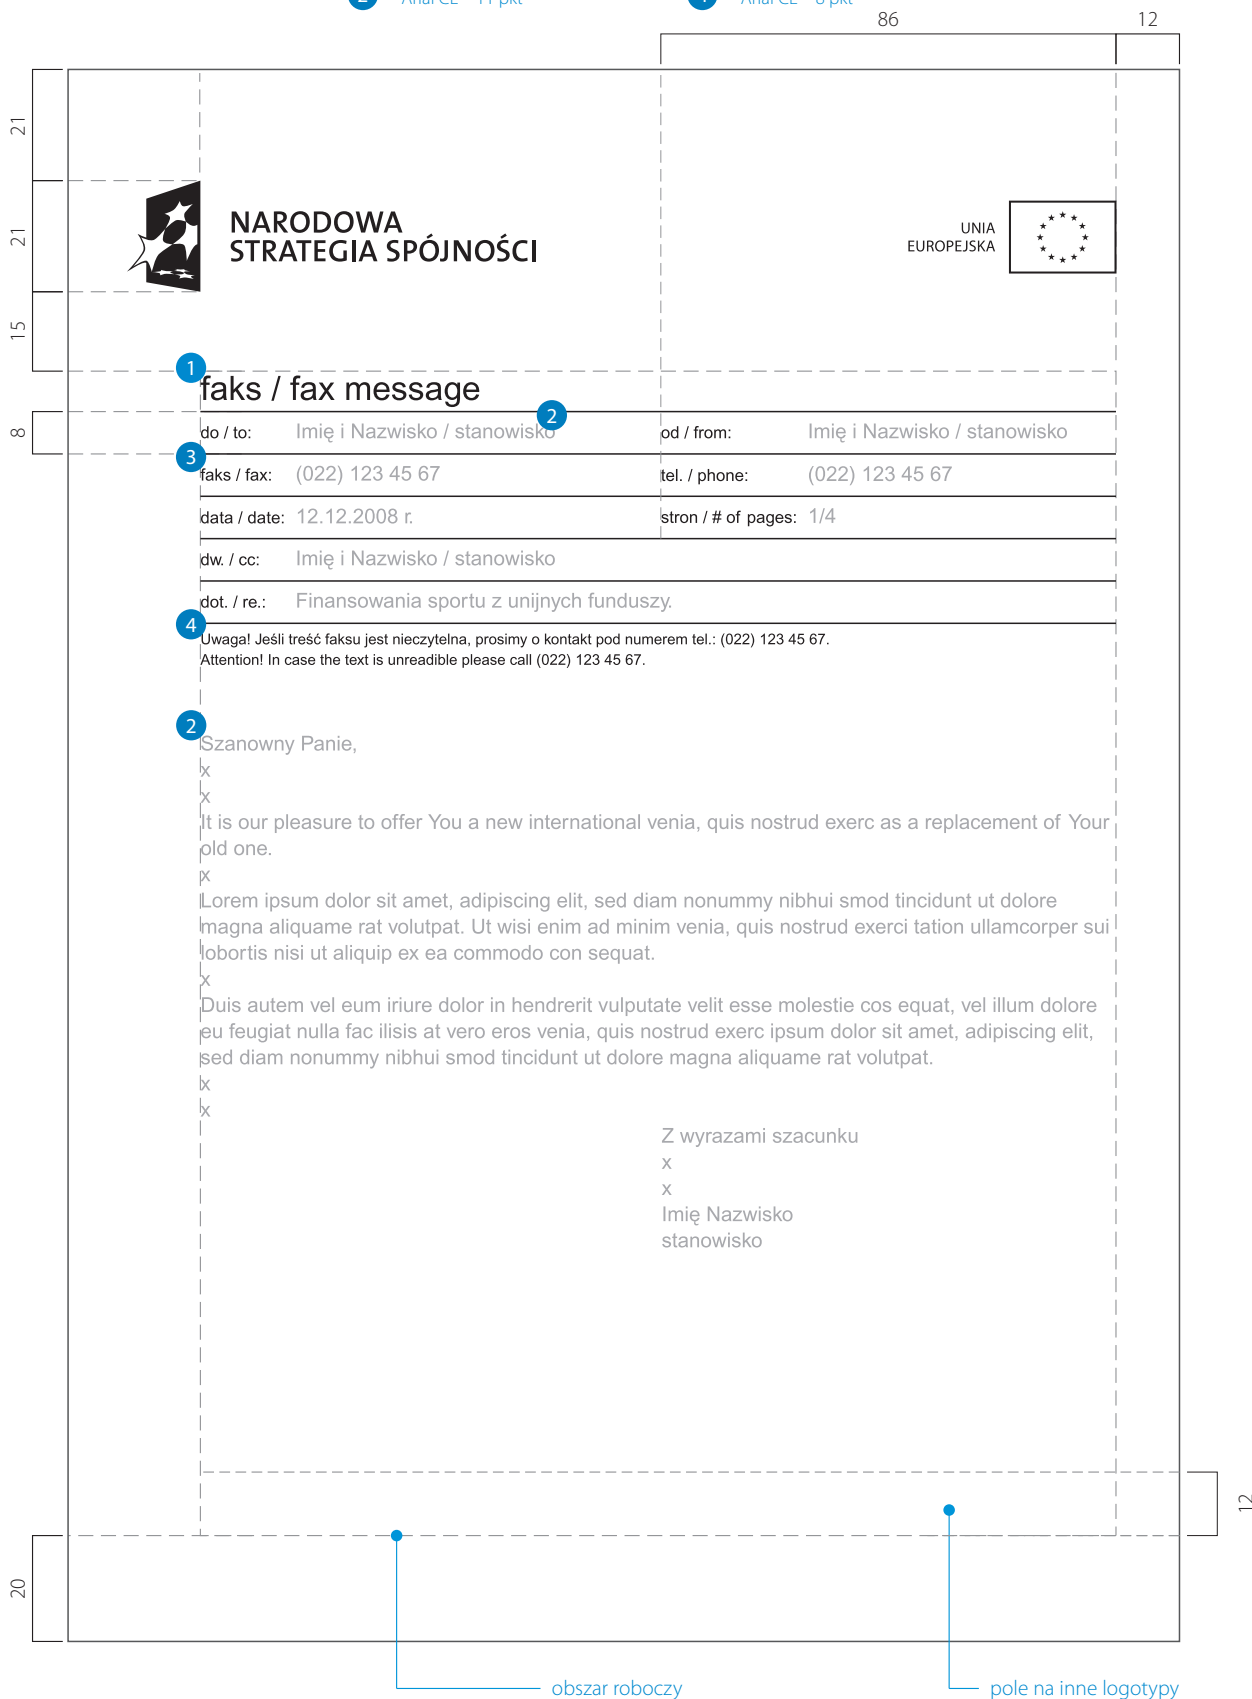 2 Arial CE – 11 pkt 4 Arial CE – 8 pkt
86 12
21
21
15
8
20
12
NARODOWA
STRATEGIA SPÓJNOŚCI
UNIA
EUROPEJSKA
1
faks / fax message
2
do / to: Imię i Nazwisko / stanowisko od / from: Imię i Nazwisko / stanowisko
3
faks / fax: (022) 123 45 67 tel. / phone: (022) 123 45 67
data / date: 12.12.2008 r. stron / # of pages: 1/4
dw. / cc: Imię i Nazwisko / stanowisko
dot. / re.: Finansowania sportu z unijnych funduszy.
4
Uwaga! Jeśli treść faksu jest nieczytelna, prosimy o kontakt pod numerem tel.: (022) 123 45 67.
Attention! In case the text is unreadible please call (022) 123 45 67.
2
Szanowny Panie,
x
x
It is our pleasure to offer You a new international venia, quis nostrud exerc as a replacement of Your
old one.
x
Lorem ipsum dolor sit amet, adipiscing elit, sed diam nonummy nibhui smod tincidunt ut dolore
magna aliquame rat volutpat. Ut wisi enim ad minim venia, quis nostrud exerci tation ullamcorper sui
lobortis nisi ut aliquip ex ea commodo con sequat.
x
Duis autem vel eum iriure dolor in hendrerit vulputate velit esse molestie cos equat, vel illum dolore
eu feugiat nulla fac ilisis at vero eros venia, quis nostrud exerc ipsum dolor sit amet, adipiscing elit,
sed diam nonummy nibhui smod tincidunt ut dolore magna aliquame rat volutpat.
x
x
Z wyrazami szacunku
x
x
Imię Nazwisko
stanowisko
obszar roboczy pole na inne logotypy